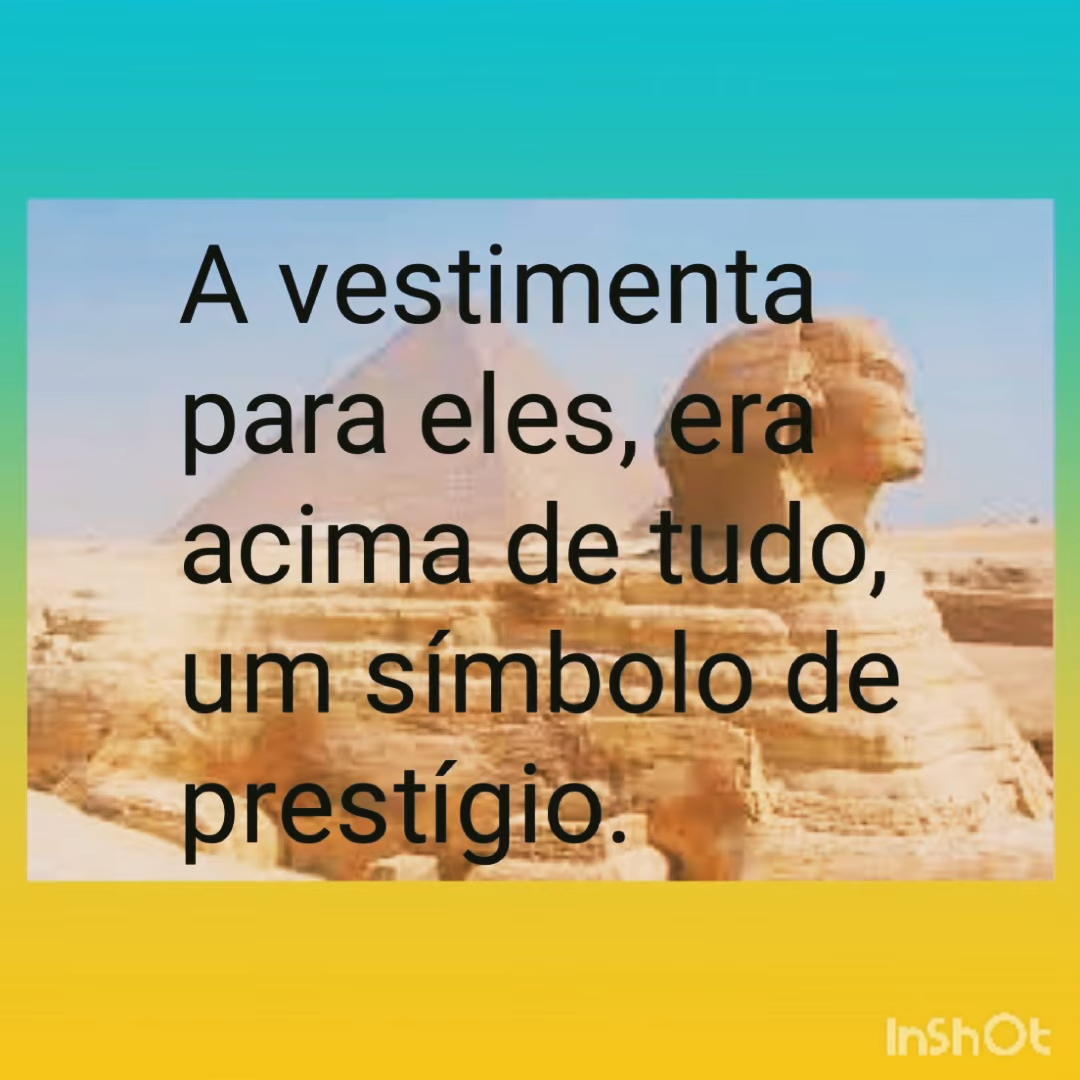 A vestimenta
para eles, era
acima de tudo,
um símbolo de
prestígio.
InShOt